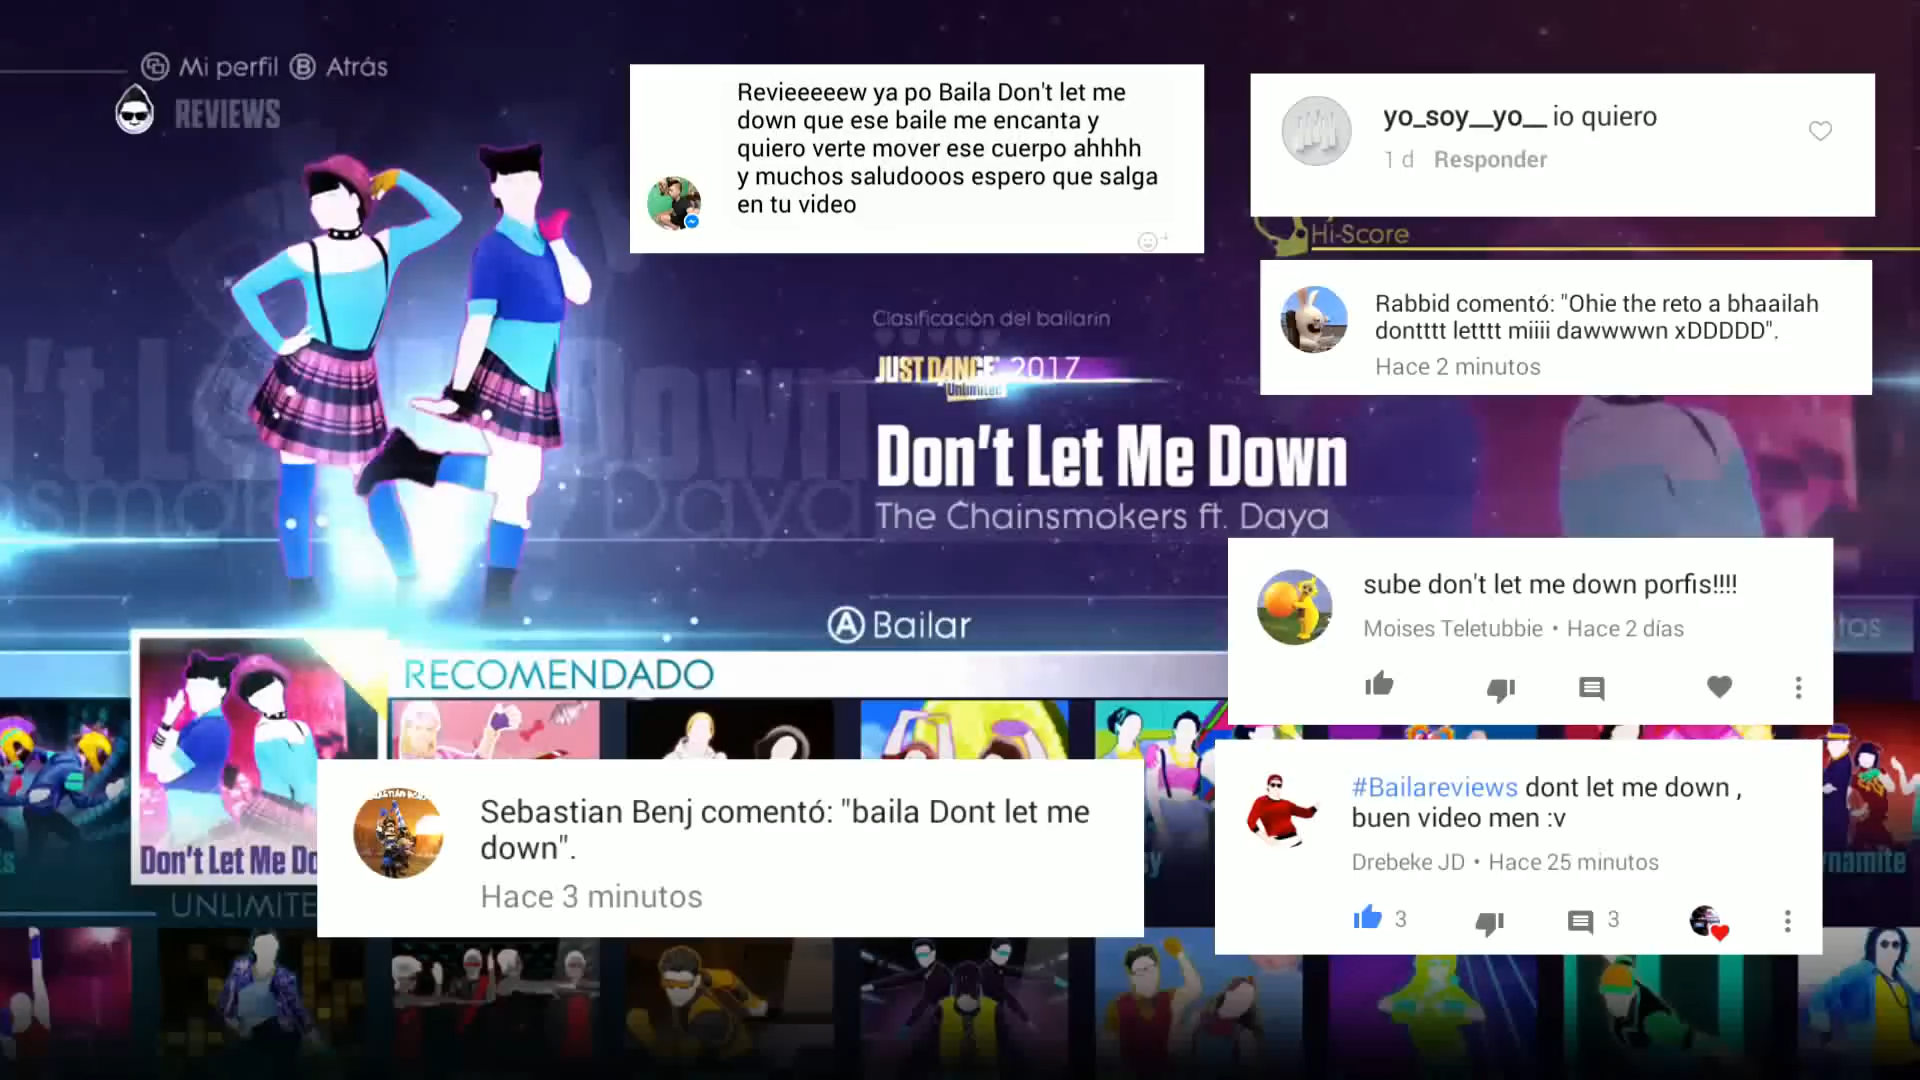 Mi perfil B Atrás
REVIEWS
Revieeeeew ya po Baila Don't let me
down que ese baile me encanta y
quiero verte mover ese cuerpo ahhhh
y muchos saludooos espero que salga
en tu video
yo_soy__yo__ io quiero
1 d Responder
Hi-Score
Rabbid comentó: "Ohie the reto a bhaailah
dontttt letttt miiii dawwwwn xDDDDD".
Hace 2 minutos
Clasificación del bailarín
JUST DANCE 2017
Unlimited
Don't Let Me Down
The Chainsmokers ft. Daya
sube don't let me down porfis!!!!
Moises Teletubbie • Hace 2 días
A Bailar
RECOMENDADO
Don't Let Me Do
UNLIMITE
Sebastian Benj comentó: "baila Dont let me
down".
Hace 3 minutos
#Bailareviews dont let me down ,
buen video men :v
Drebeke JD • Hace 25 minutos
3 3
namite